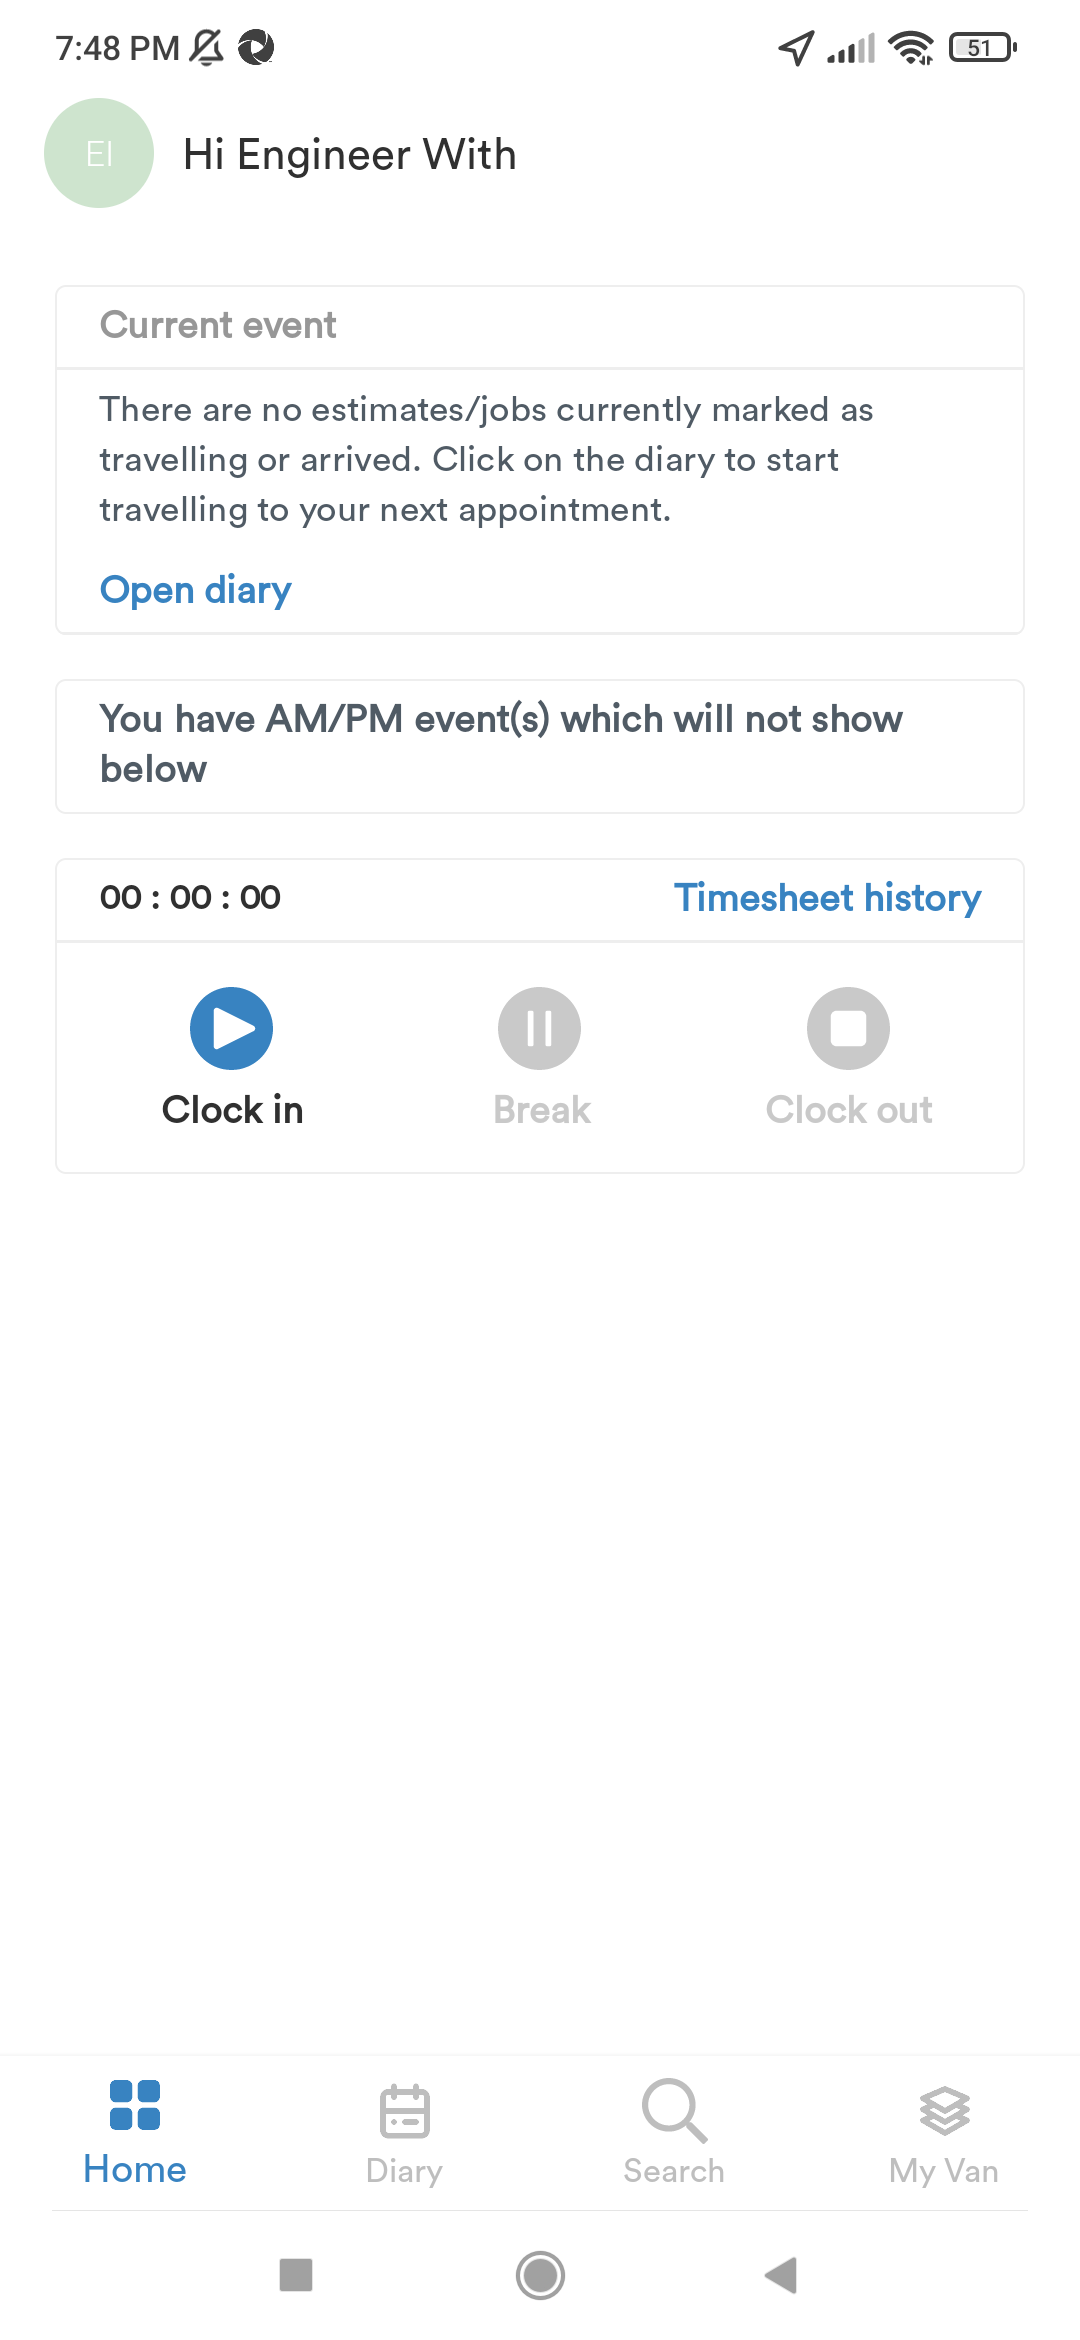 7:48 PM
51
EI
Hi Engineer With
Current event
There are no estimates/jobs currently marked as
travelling or arrived. Click on the diary to start
travelling to your next appointment.
Open diary
You have AM/PM event(s) which will not show
below
00 : 00 : 00
Timesheet history
Clock in
Break
Clock out
Home
Diary
Search
My Van